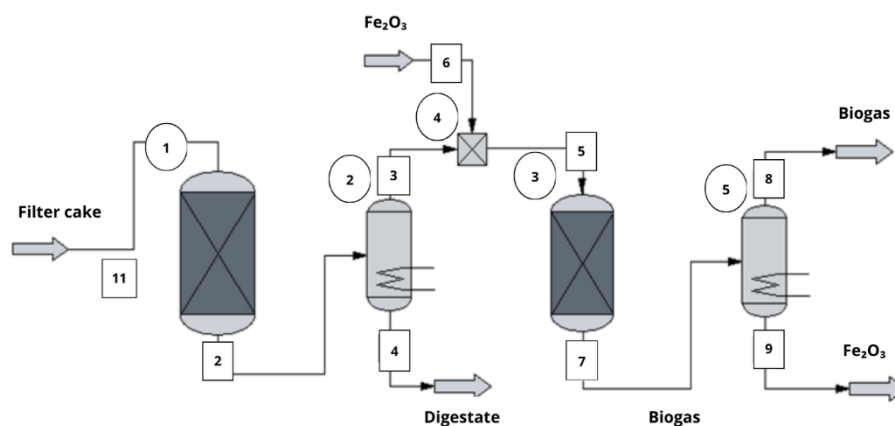 Fe₂O₃
6
4
Biogas
1
2
3
5
3
5
8
Filter cake
11
2
4
7
9
Fe₂O₃
Digestate
Biogas